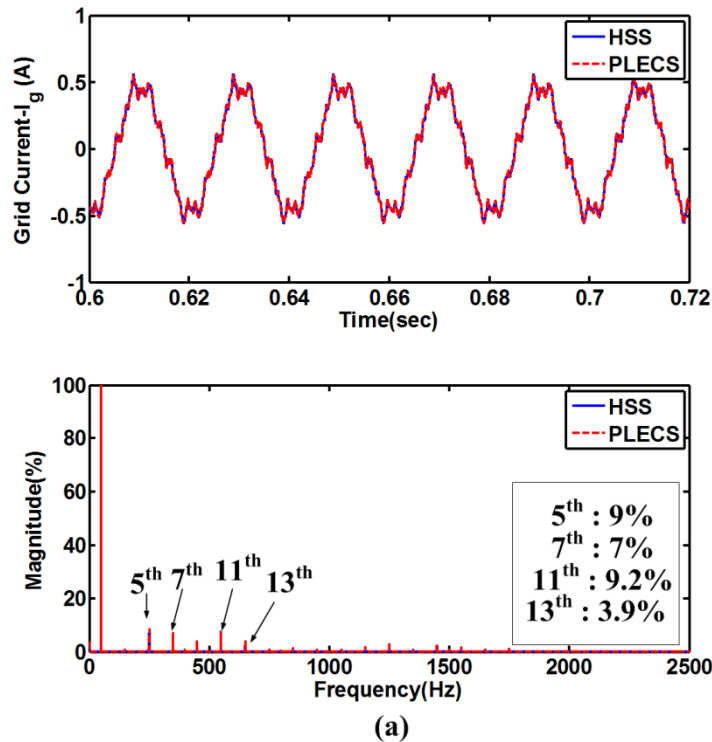 1
0.5
0
-0.5
-1
Grid Current-I_g (A)
HSS
PLECS
0.6 0.62 0.64 0.66 0.68 0.7 0.72
Time(sec)
100
80
60
40
20
0
Magnitude(%)
HSS
PLECS
5th : 9%
7th : 7%
11th : 9.2%
13th : 3.9%
5th 7th 11th 13th
0 500 1000 1500 2000 2500
Frequency(Hz)
(a)